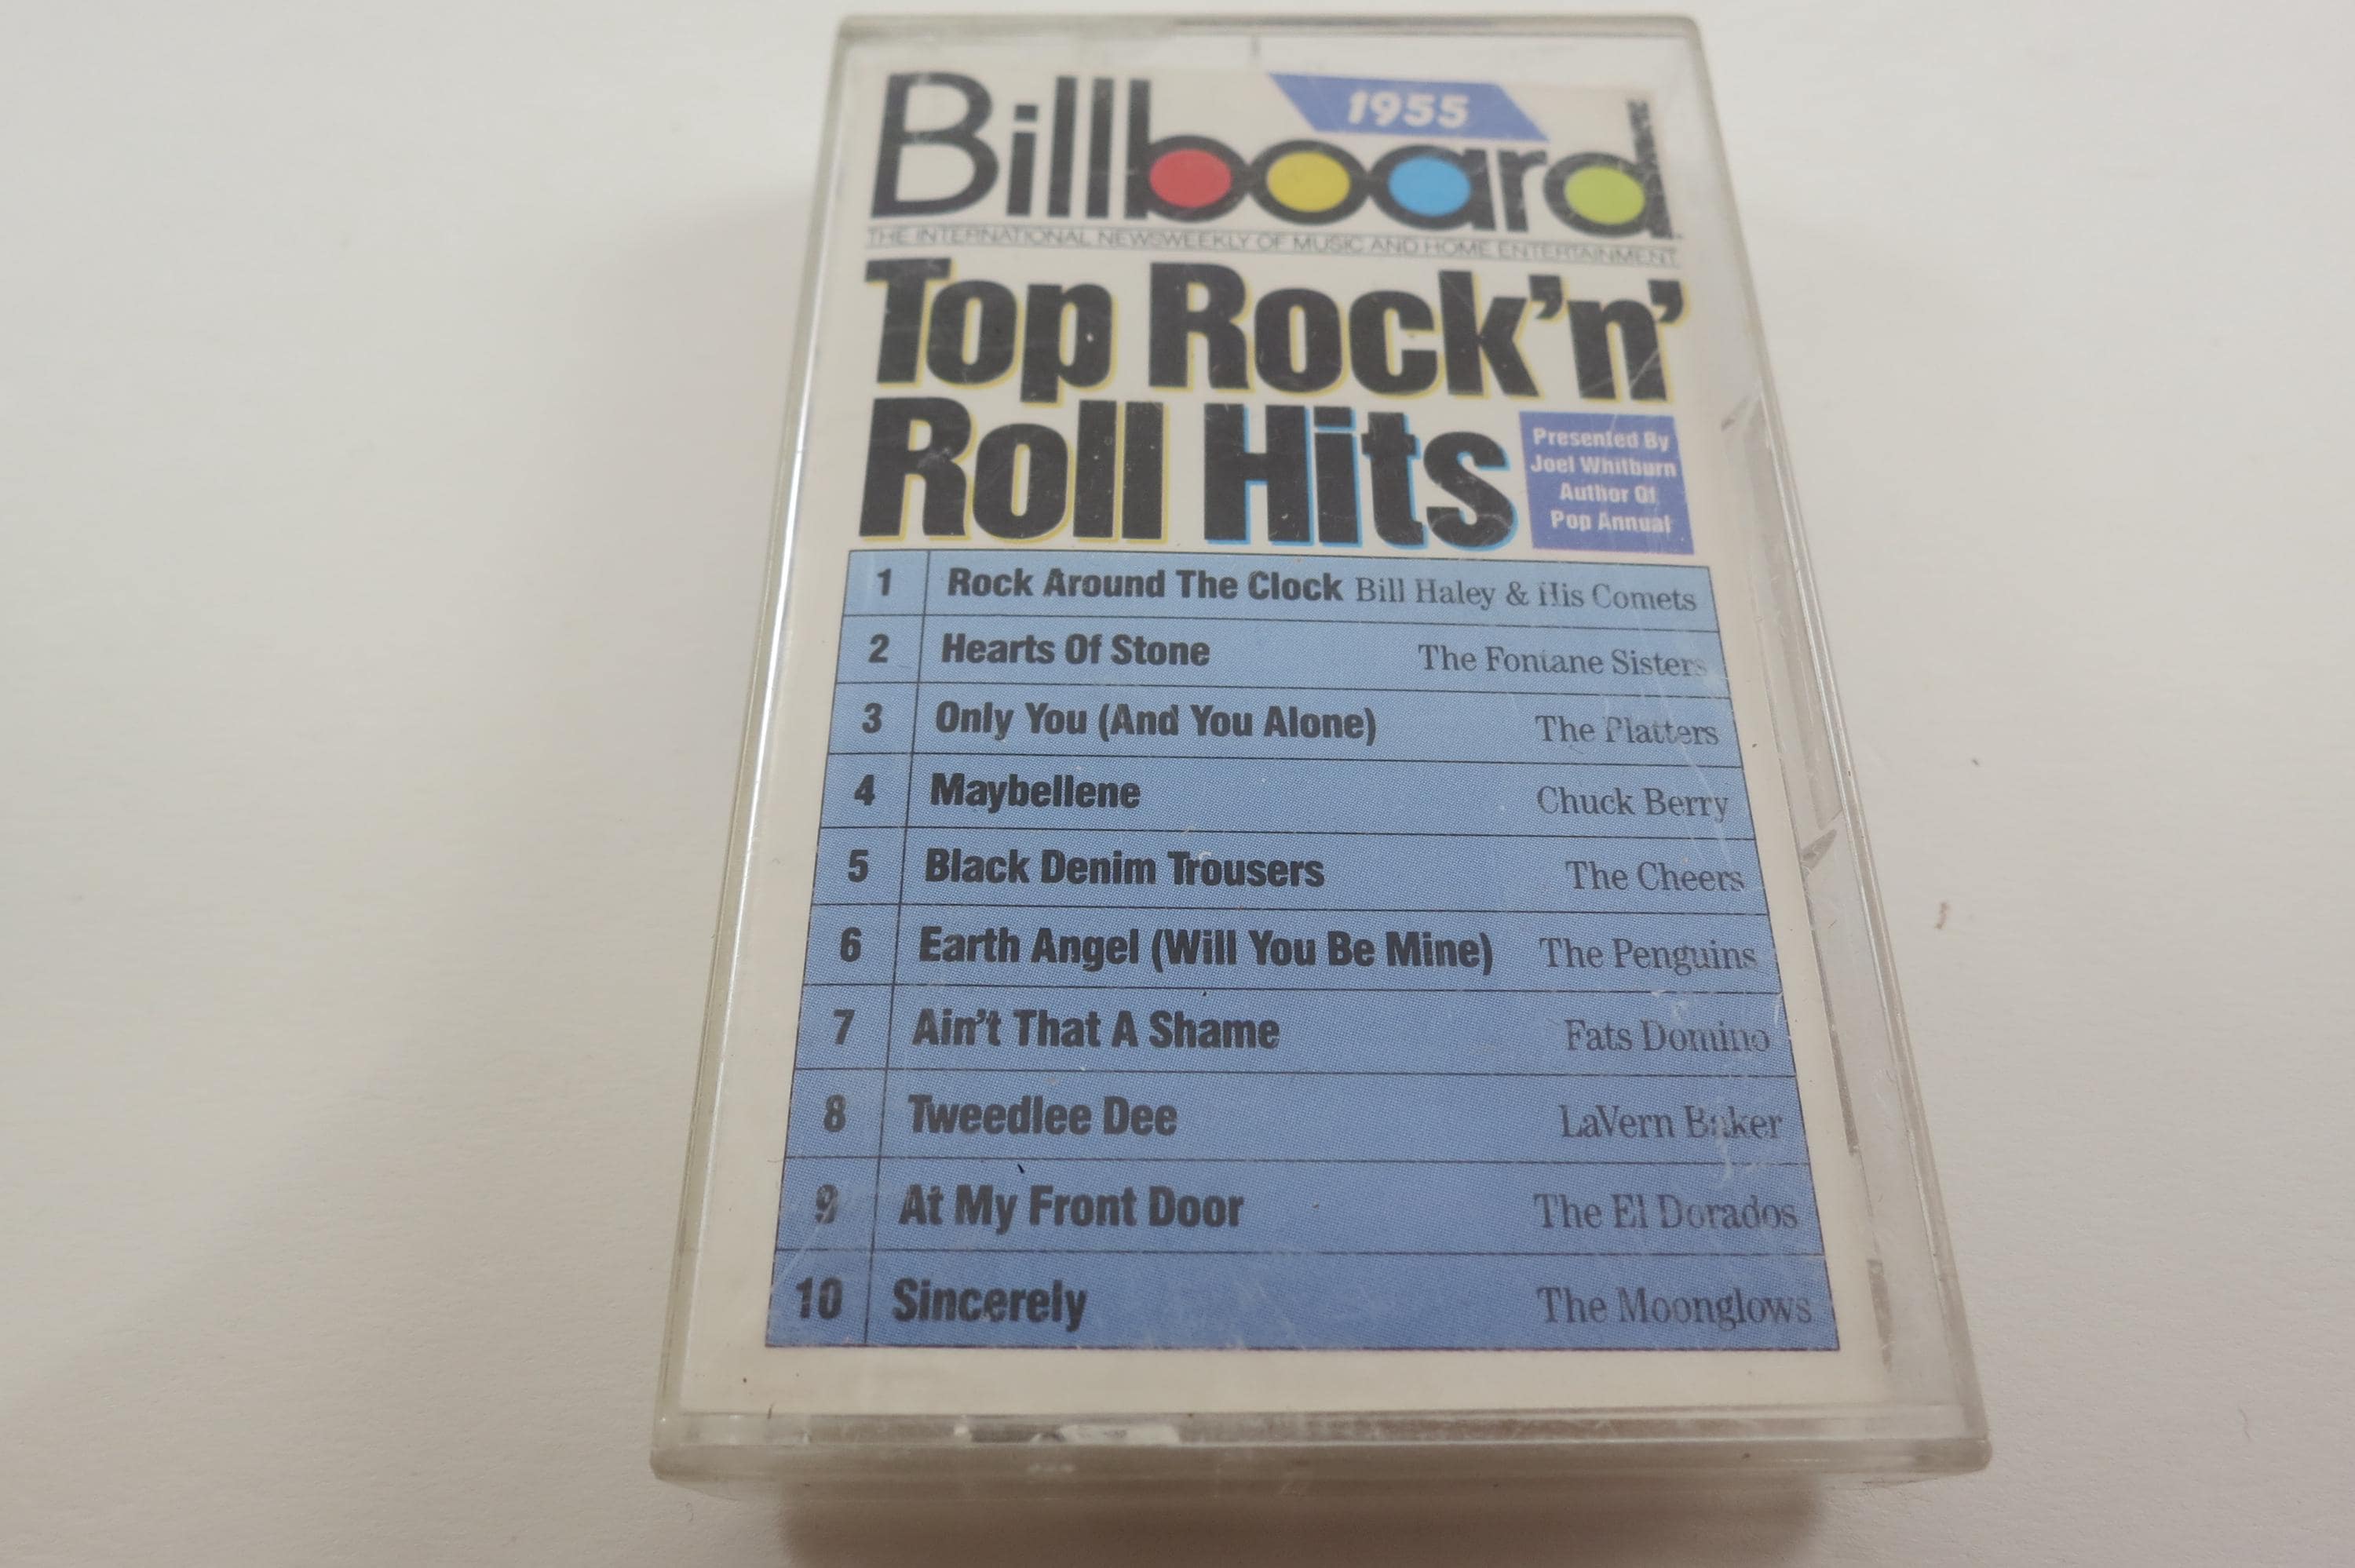 1955
Billboard
THE INTERNATIONAL NEWSWEEKLY OF MUSIC AND HOME ENTERTAINMENT
Top Rock'n'
Roll Hits
Presented By
Joel Whitburn
Author Of
Pop Annual
1 Rock Around The Clock Bill Haley & His Comets
2 Hearts Of Stone The Fontane Sisters
3 Only You (And You Alone) The Platters
4 Maybellene Chuck Berry
5 Black Denim Trousers The Cheers
6 Earth Angel (Will You Be Mine) The Penguins
7 Ain't That A Shame Fats Domino
8 Tweedlee Dee LaVern Baker
9 At My Front Door The El Dorados
10 Sincerely The Moonglows